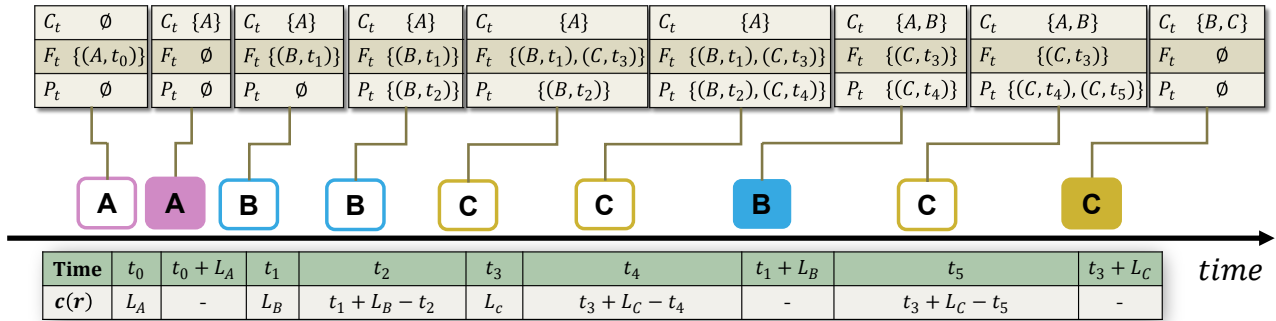 C_t ∅ C_t {A} C_t {A} C_t {A} C_t {A} C_t {A} C_t {A, B} C_t {A, B} C_t {B, C}
F_t {(A, t_0)} F_t ∅ F_t {(B, t_1)} F_t {(B, t_1)} F_t {(B, t_1), (C, t_3)} F_t {(B, t_1), (C, t_3)} F_t {(C, t_3)} F_t {(C, t_3)} F_t ∅
P_t ∅ P_t ∅ P_t ∅ P_t {(B, t_2)} P_t {(B, t_2)} P_t {(B, t_2), (C, t_4)} P_t {(C, t_4)} P_t {(C, t_4), (C, t_5)} P_t ∅
A A B B C C B C C
Time t_0 t_0 + L_A t_1 t_2 t_3 t_4 t_1 + L_B t_5 t_3 + L_C time
c(r) L_A - L_B t_1 + L_B − t_2 L_c t_3 + L_C − t_4 - t_3 + L_C − t_5 -